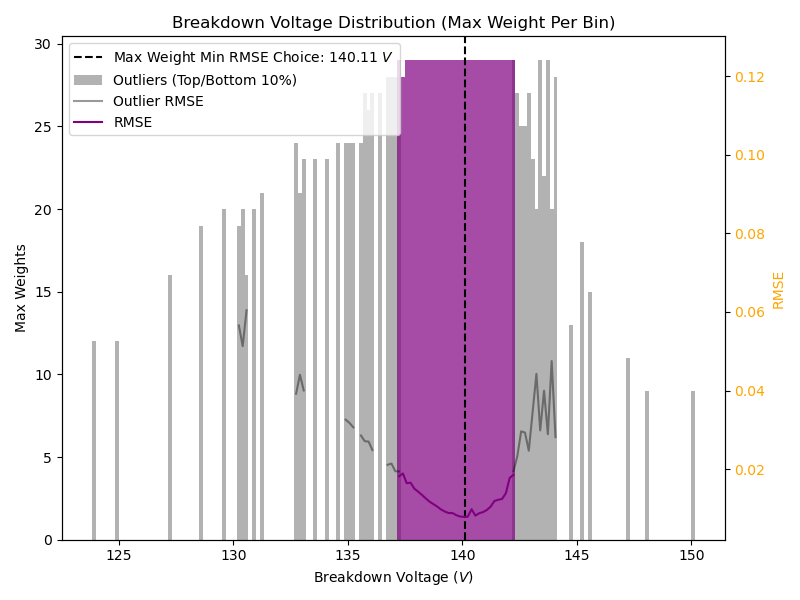 Breakdown Voltage Distribution (Max Weight Per Bin)
Max Weight Min RMSE Choice: 140.11 V
Outliers (Top/Bottom 10%)
Outlier RMSE
RMSE
30
25
20
15
10
5
0
Max Weights
0.12
0.10
0.08
0.06
0.04
0.02
RMSE
125 130 135 140 145 150
Breakdown Voltage (V)